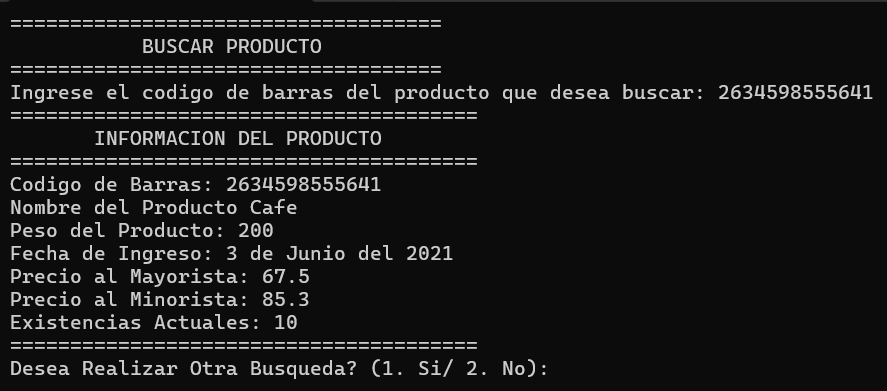 ====================================
BUSCAR PRODUCTO
====================================
Ingrese el codigo de barras del producto que desea buscar: 2634598555641
=======================================
INFORMACION DEL PRODUCTO
=======================================
Codigo de Barras: 2634598555641
Nombre del Producto Cafe
Peso del Producto: 200
Fecha de Ingreso: 3 de Junio del 2021
Precio al Mayorista: 67.5
Precio al Minorista: 85.3
Existencias Actuales: 10
=======================================
Desea Realizar Otra Busqueda? (1. Si/ 2. No):